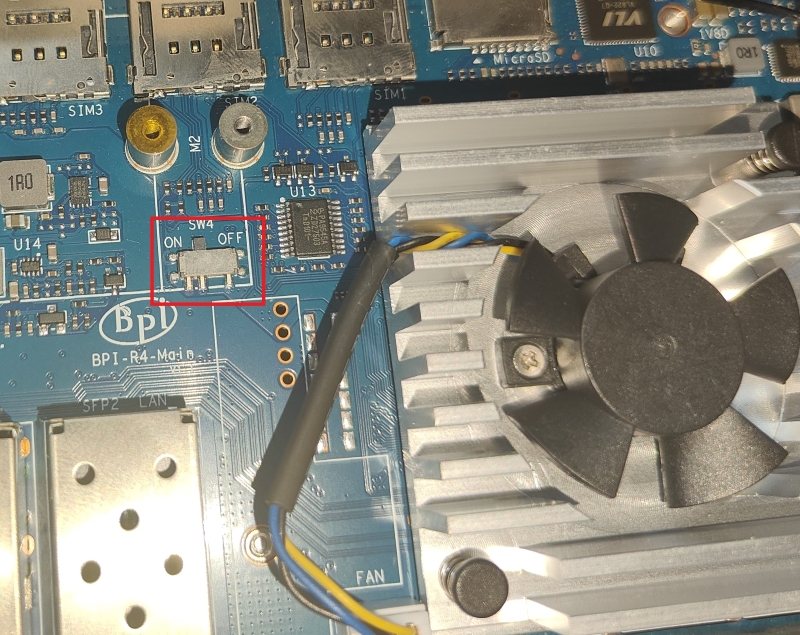 VLI
U10
1V8D
1R0
MicroSD
SIM3
SIM2
SIM1
M2
1R0
U13
SW4
ON OFF
U14
Bpi
BPI-R4-Main
SFP2 LAN
FAN